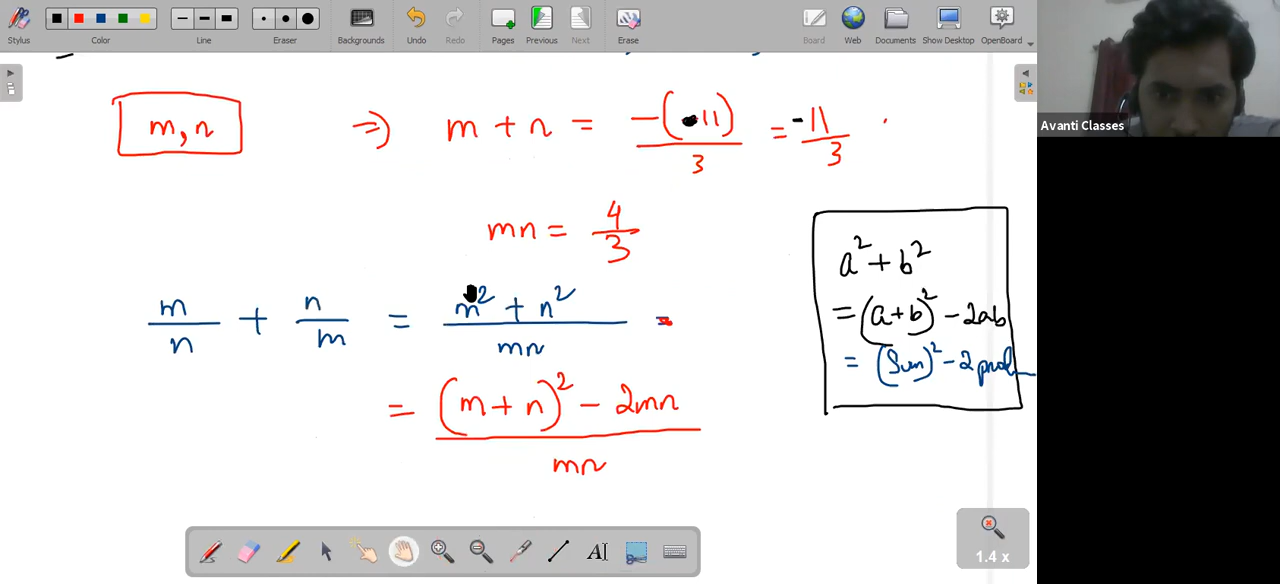 Stylus Color Line Eraser Backgrounds Undo Redo Pages Previous Next Erase Board Web Documents Show Desktop OpenBoard
m, n ⇒ m + n = -(11)/3 = -11/3
mn = 4/3
m/n + n/m = (m² + n²)/mn =
= ((m + n)² - 2mn)/mn
a² + b²
= (a+b)² - 2ab
= (Sum)² - 2 prod
Avanti Classes
1.4 x